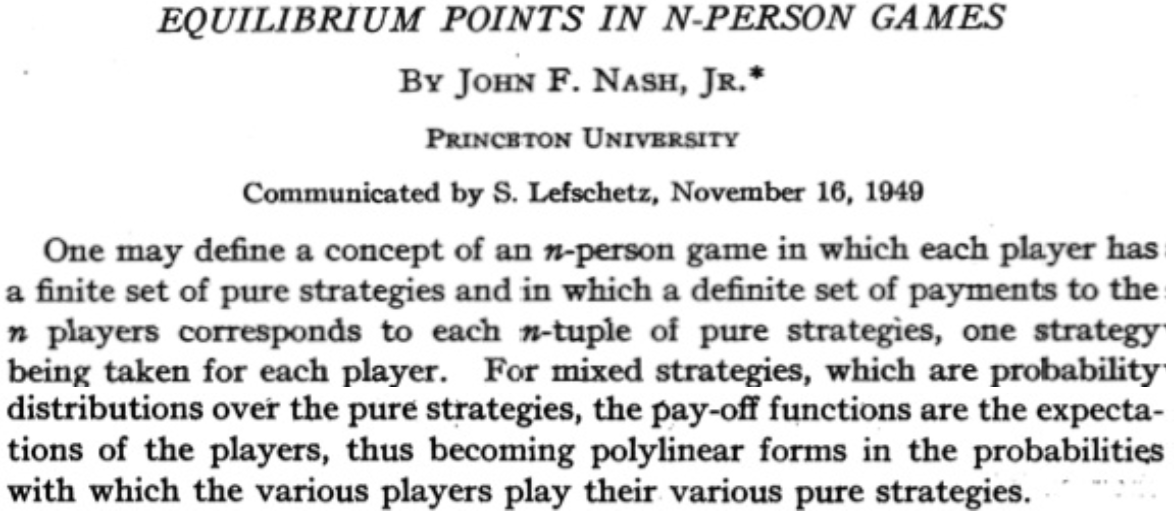 EQUILIBRIUM POINTS IN N-PERSON GAMES
BY JOHN F. NASH, JR.*
PRINCETON UNIVERSITY
Communicated by S. Lefschetz, November 16, 1949
One may define a concept of an n-person game in which each player has
a finite set of pure strategies and in which a definite set of payments to the
n players corresponds to each n-tuple of pure strategies, one strategy
being taken for each player. For mixed strategies, which are probability
distributions over the pure strategies, the pay-off functions are the expecta-
tions of the players, thus becoming polylinear forms in the probabilities
with which the various players play their various pure strategies.